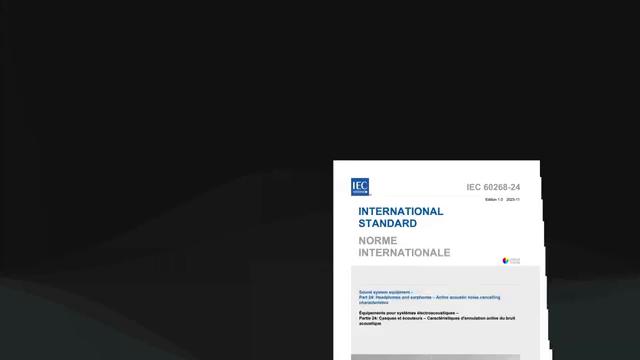 IEC
IEC 60268-24
Edition 1.0 2023-11
INTERNATIONAL
STANDARD
NORME
INTERNATIONALE
Sound system equipment –
Part 24: Headphones and earphones – Active acoustic noise cancelling
characteristics
Équipements pour systèmes électroacoustiques –
Partie 24: Casques et écouteurs – Caractéristiques d'annulation active du bruit
acoustique